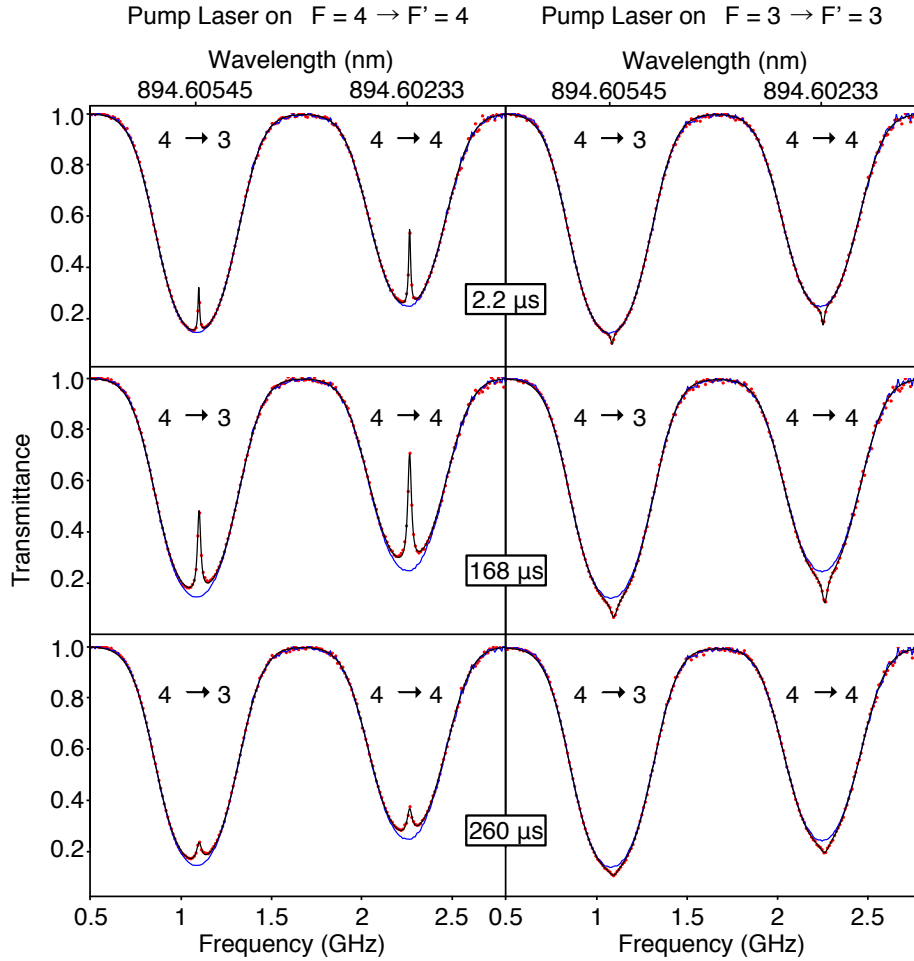 Pump Laser on F = 4 → F' = 4 Pump Laser on F = 3 → F' = 3
Wavelength (nm) Wavelength (nm)
894.60545 894.60233 894.60545 894.60233
1.0 4 → 3 4 → 4 4 → 3 4 → 4
0.8
0.6
0.4
2.2 µs
0.2
1.0
4 → 3 4 → 4 4 → 3 4 → 4
0.8
0.6
0.4
168 µs
0.2
Transmittance
1.0
4 → 3 4 → 4 4 → 3 4 → 4
0.8
0.6
0.4
260 µs
0.2
0.5 1 1.5 2 2.5 0.5 1 1.5 2 2.5
Frequency (GHz) Frequency (GHz)